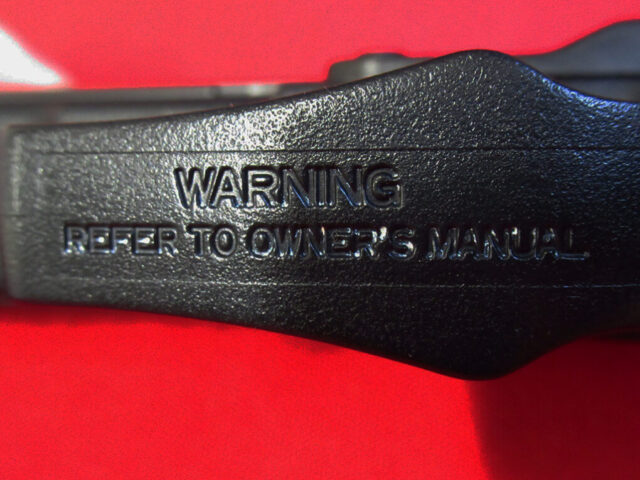 WARNING
REFER TO OWNER'S MANUAL